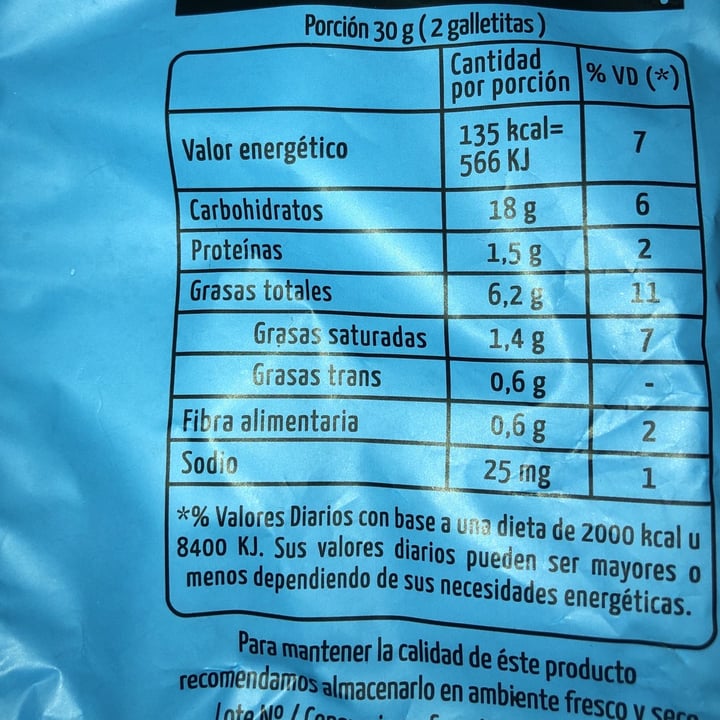 Porción 30 g ( 2 galletitas )
Cantidad por porción % VD (*)
Valor energético 135 kcal= 566 KJ 7
Carbohidratos 18 g 6
Proteínas 1,5 g 2
Grasas totales 6,2 g 11
Grasas saturadas 1,4 g 7
Grasas trans 0,6 g -
Fibra alimentaria 0,6 g 2
Sodio 25 mg 1
*% Valores Diarios con base a una dieta de 2000 kcal u
8400 KJ. Sus valores diarios pueden ser mayores o
menos dependiendo de sus necesidades energéticas.
Para mantener la calidad de éste producto
recomendamos almacenarlo en ambiente fresco y seco
Lote Nº /